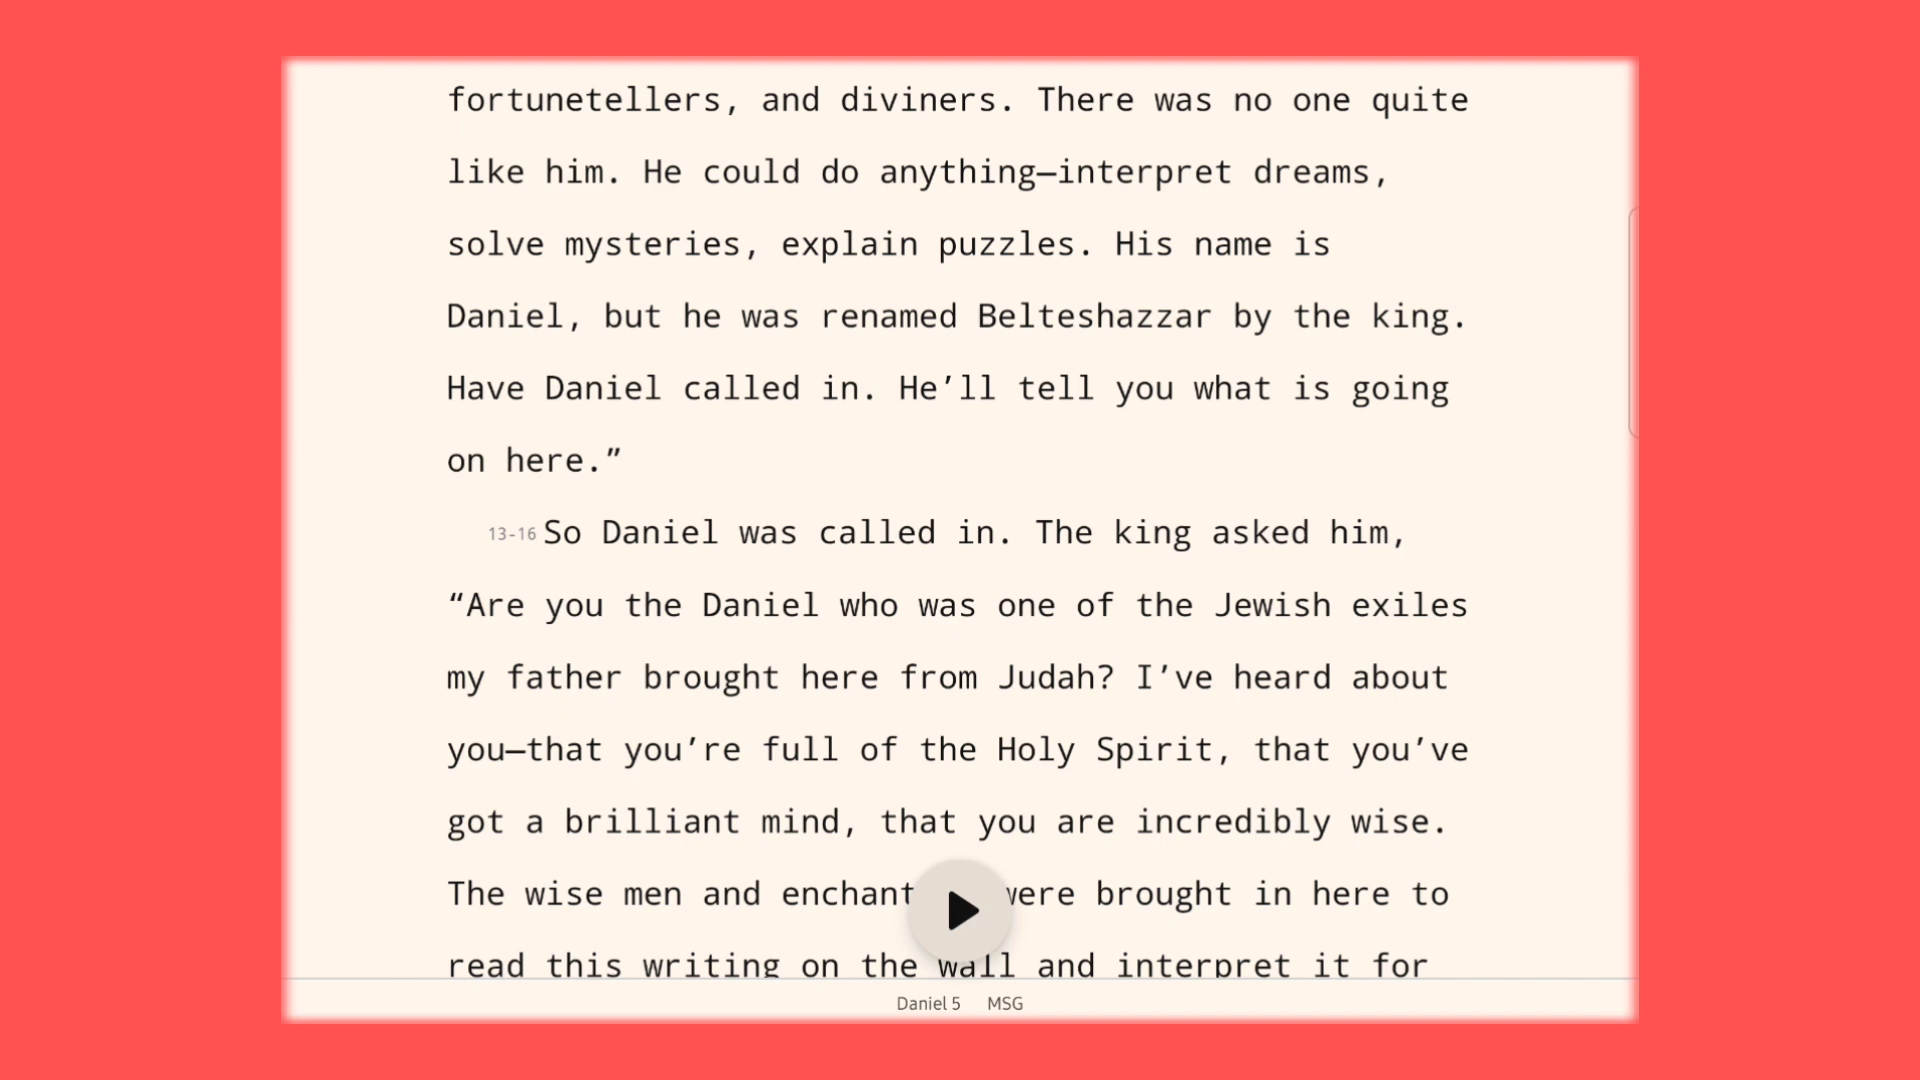 fortunetellers, and diviners. There was no one quite
like him. He could do anything—interpret dreams,
solve mysteries, explain puzzles. His name is
Daniel, but he was renamed Belteshazzar by the king.
Have Daniel called in. He’ll tell you what is going
on here.”
13-16 So Daniel was called in. The king asked him,
“Are you the Daniel who was one of the Jewish exiles
my father brought here from Judah? I’ve heard about
you—that you’re full of the Holy Spirit, that you’ve
got a brilliant mind, that you are incredibly wise.
The wise men and were brought in here to
read this writing on the wall and interpret it for
Daniel 5 MSG